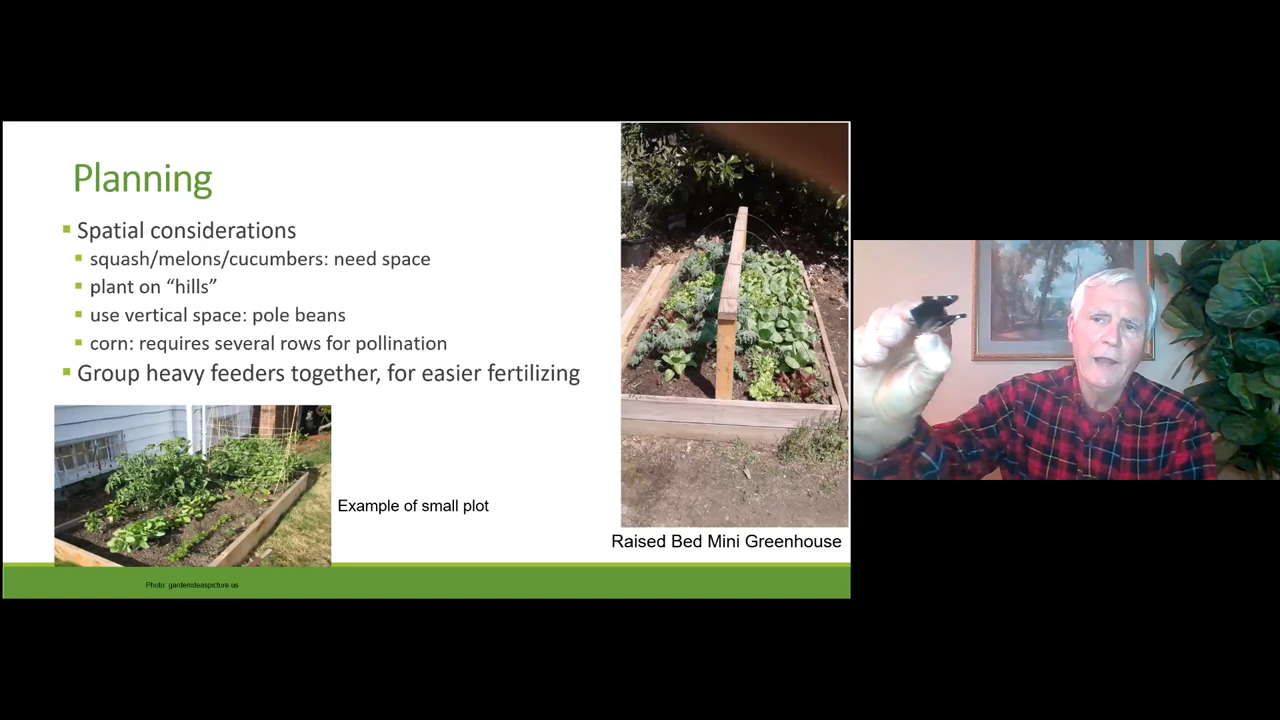 Planning
Spatial considerations
squash/melons/cucumbers: need space
plant on “hills”
use vertical space: pole beans
corn: requires several rows for pollination
Group heavy feeders together, for easier fertilizing
Example of small plot
Raised Bed Mini Greenhouse
Photo gardenideaspicture.us